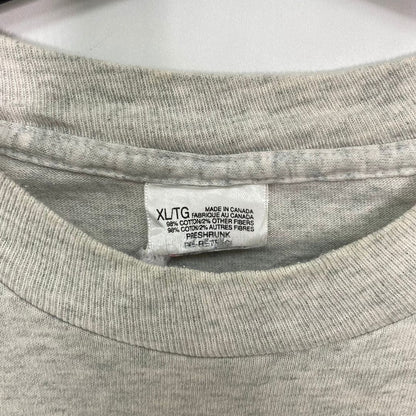 XL/TG
MADE IN CANADA
FABRIQUE AU CANADA
98% COTTON/2% OTHER FIBERS
98% COTON/2% AUTRES FIBRES
PRESHRUNK